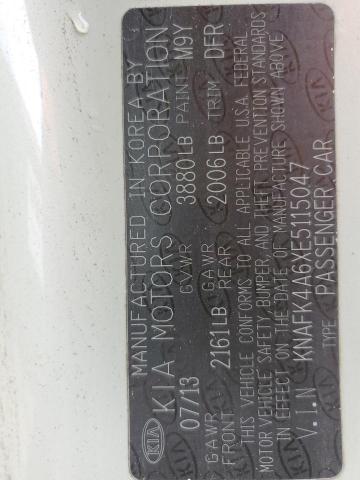 MANUFACTURED IN KOREA BY
KIA KIA MOTORS CORPORATION
07/13 GVWR 3880LB PAINT M9Y
GAWR FRONT 2161LB GAWR REAR 2006LB TRIM DFR
THIS VEHICLE CONFORMS TO ALL APPLICABLE U.S.A. FEDERAL
MOTOR VEHICLE SAFETY, BUMPER, AND THEFT PREVENTION STANDARDS
IN EFFECT ON THE DATE OF MANUFACTURE SHOWN ABOVE
V.I.N KNAFK4A6XE5115047
TYPE PASSENGER CAR